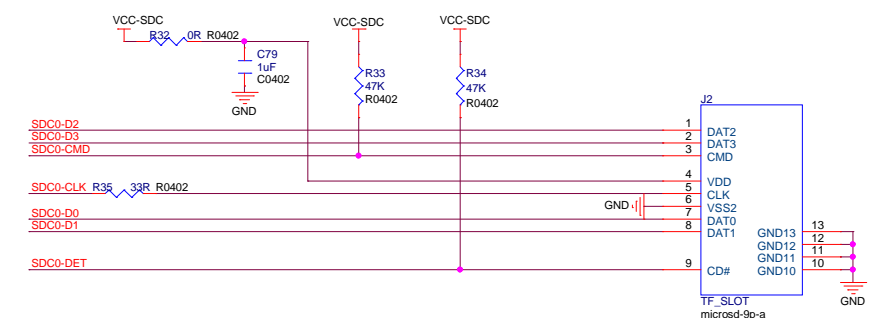 VCC-SDC
VCC-SDC
VCC-SDC
R32 0R R0402
C79
1uF
C0402
GND
R33
47K
R0402
R34
47K
R0402
J2
SDC0-D2
1
DAT2
SDC0-D3
2
DAT3
SDC0-CMD
3
CMD
4
VDD
SDC0-CLK R35 33R R0402
5
CLK
GND
6
VSS2
SDC0-D0
7
DAT0
SDC0-D1
8
DAT1
GND13
13
GND12
12
GND11
11
GND10
10
SDC0-DET
9
CD#
TF_SLOT
microsd-9p-a
GND